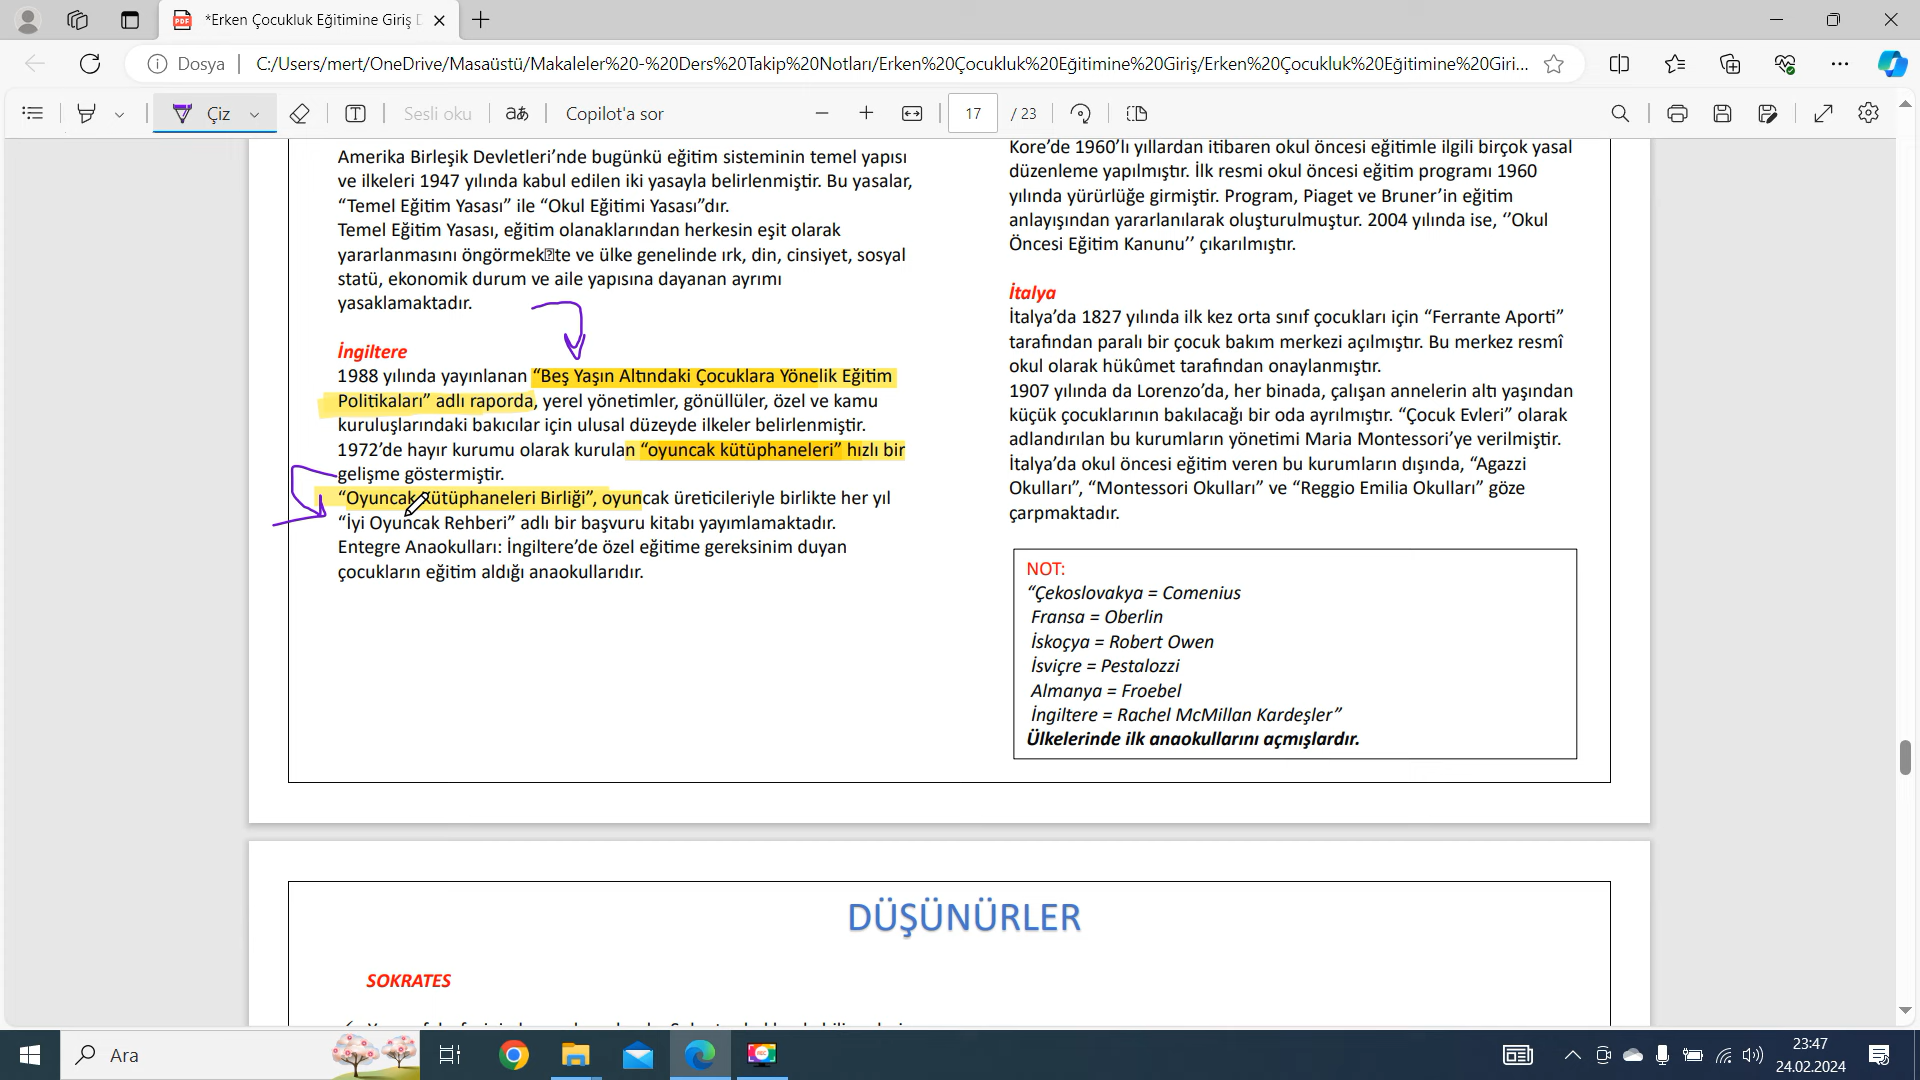 *Erken Çocukluk Eğitimine Giriş D
Dosya
C:/Users/mert/OneDrive/Masaüstü/Makaleler%20-%20Ders%20Takip%20Notları/Erken%20Çocukluk%20Eğitimine%20Giriş/Erken%20Çocukluk%20Eğitimine%20Giri...
Çiz
Sesli oku
aあ
Copilot'a sor
17 / 23
Amerika Birleşik Devletleri’nde bugünkü eğitim sisteminin temel yapısı
ve ilkeleri 1947 yılında kabul edilen iki yasayla belirlenmiştir. Bu yasalar,
“Temel Eğitim Yasası” ile “Okul Eğitimi Yasası”dır.
Temel Eğitim Yasası, eğitim olanaklarından herkesin eşit olarak
yararlanmasını öngörmek⍰te ve ülke genelinde ırk, din, cinsiyet, sosyal
statü, ekonomik durum ve aile yapısına dayanan ayrımı
yasaklamaktadır.
İngiltere
1988 yılında yayınlanan “Beş Yaşın Altındaki Çocuklara Yönelik Eğitim
Politikaları” adlı raporda, yerel yönetimler, gönüllüler, özel ve kamu
kuruluşlarındaki bakıcılar için ulusal düzeyde ilkeler belirlenmiştir.
1972’de hayır kurumu olarak kurulan “oyuncak kütüphaneleri” hızlı bir
gelişme göstermiştir.
“Oyuncak Kütüphaneleri Birliği”, oyuncak üreticileriyle birlikte her yıl
“İyi Oyuncak Rehberi” adlı bir başvuru kitabı yayımlamaktadır.
Entegre Anaokulları: İngiltere’de özel eğitime gereksinim duyan
çocukların eğitim aldığı anaokullarıdır.
Kore’de 1960’lı yıllardan itibaren okul öncesi eğitimle ilgili birçok yasal
düzenleme yapılmıştır. İlk resmi okul öncesi eğitim programı 1960
yılında yürürlüğe girmiştir. Program, Piaget ve Bruner’in eğitim
anlayışından yararlanılarak oluşturulmuştur. 2004 yılında ise, ‘’Okul
Öncesi Eğitim Kanunu’’ çıkarılmıştır.
İtalya
İtalya’da 1827 yılında ilk kez orta sınıf çocukları için “Ferrante Aporti”
tarafından paralı bir çocuk bakım merkezi açılmıştır. Bu merkez resmî
okul olarak hükûmet tarafından onaylanmıştır.
1907 yılında da Lorenzo’da, her binada, çalışan annelerin altı yaşından
küçük çocuklarının bakılacağı bir oda ayrılmıştır. “Çocuk Evleri” olarak
adlandırılan bu kurumların yönetimi Maria Montessori’ye verilmiştir.
İtalya’da okul öncesi eğitim veren bu kurumların dışında, “Agazzi
Okulları”, “Montessori Okulları” ve “Reggio Emilia Okulları” göze
çarpmaktadır.
NOT:
“Çekoslovakya = Comenius
Fransa = Oberlin
İskoçya = Robert Owen
İsviçre = Pestalozzi
Almanya = Froebel
İngiltere = Rachel McMillan Kardeşler”
Ülkelerinde ilk anaokullarını açmışlardır.
DÜŞÜNÜRLER
SOKRATES
Ara
23:47
24.02.2024